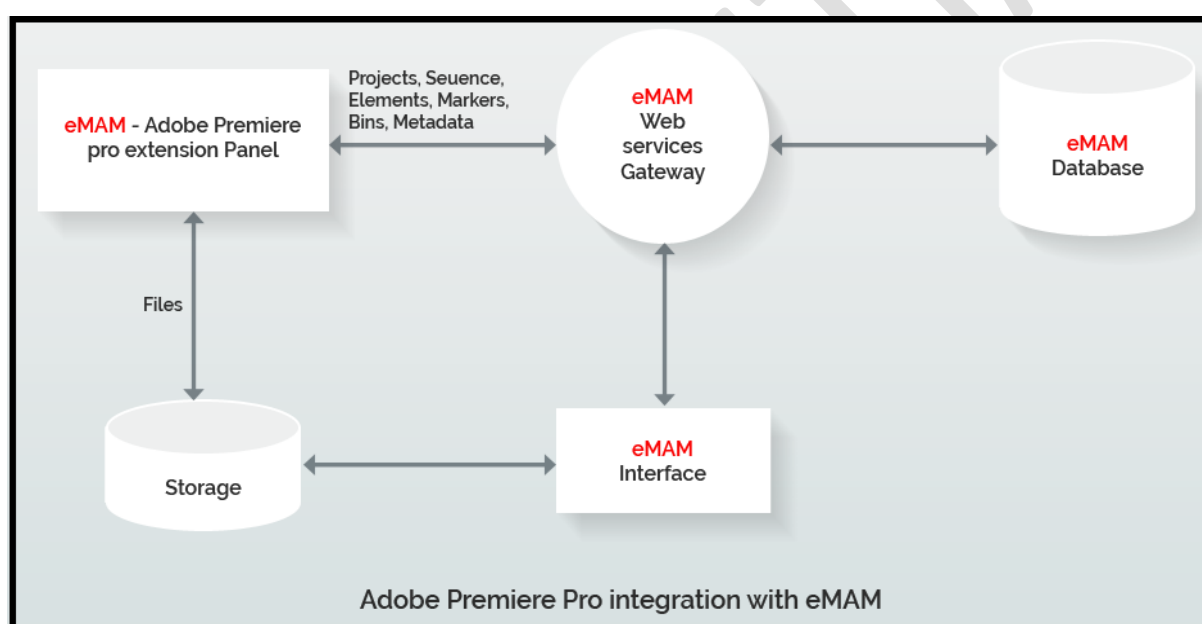 Projects, Seuence,
Elements, Markers,
Bins, Metadata
eMAM - Adobe Premiere
pro extension Panel
eMAM
Web
services
Gateway
eMAM
Database
Files
Storage
eMAM
Interface
Adobe Premiere Pro integration with eMAM